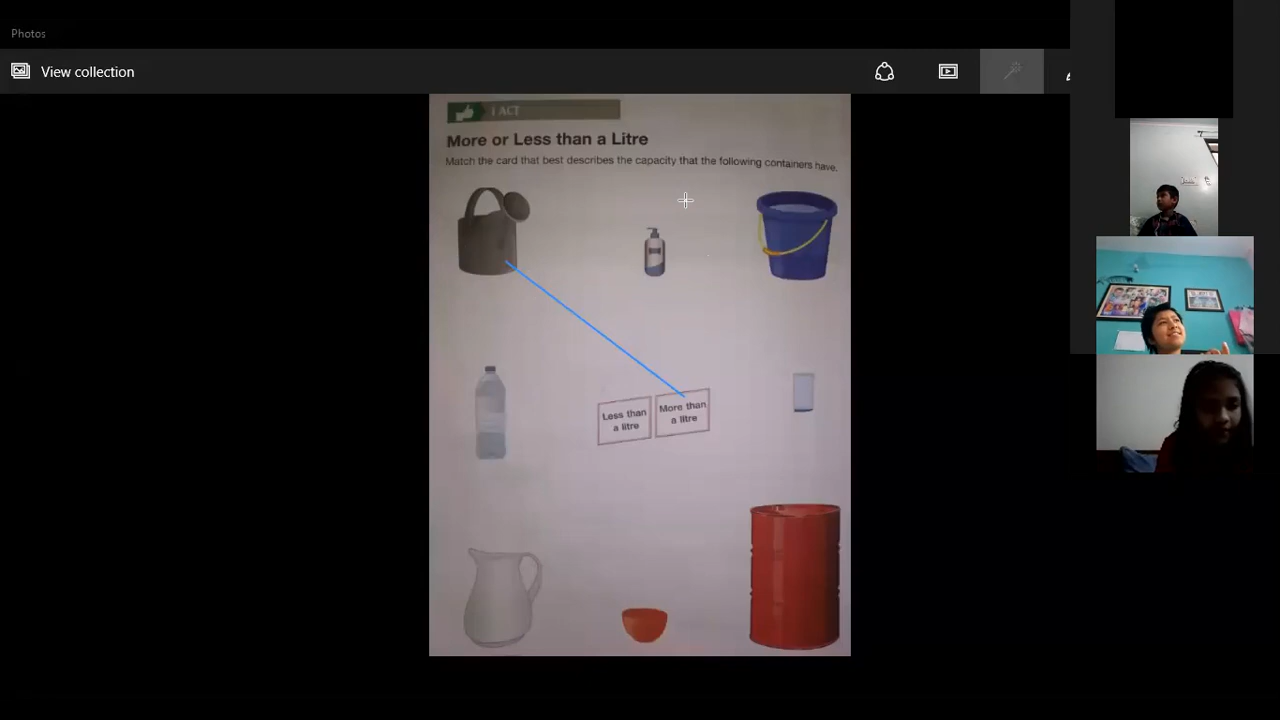 Photos
View collection
I ACT
More or Less than a Litre
Match the card that best describes the capacity that the following containers have.
Less than
a litre
More than
a litre